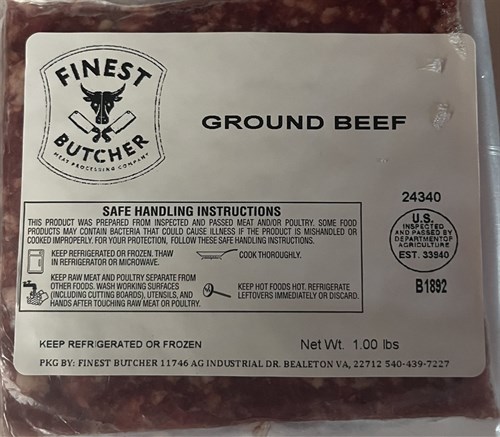 FINEST
BUTCHER
MEAT PROCESSING COMPANY
GROUND BEEF
24340
U.S.
INSPECTED
AND PASSED BY
DEPARTMENT OF
AGRICULTURE
EST. 33940
B1892
SAFE HANDLING INSTRUCTIONS
THIS PRODUCT WAS PREPARED FROM INSPECTED AND PASSED MEAT AND/OR POULTRY. SOME FOOD
PRODUCTS MAY CONTAIN BACTERIA THAT COULD CAUSE ILLNESS IF THE PRODUCT IS MISHANDLED OR
COOKED IMPROPERLY. FOR YOUR PROTECTION, FOLLOW THESE SAFE HANDLING INSTRUCTIONS.
KEEP REFRIGERATED OR FROZEN. THAW
IN REFRIGERATOR OR MICROWAVE.
COOK THOROUGHLY.
KEEP RAW MEAT AND POULTRY SEPARATE FROM
OTHER FOODS. WASH WORKING SURFACES
(INCLUDING CUTTING BOARDS), UTENSILS, AND
HANDS AFTER TOUCHING RAW MEAT OR POULTRY.
KEEP HOT FOODS HOT. REFRIGERATE
LEFTOVERS IMMEDIATELY OR DISCARD.
KEEP REFRIGERATED OR FROZEN
Net Wt. 1.00 lbs
PKG BY: FINEST BUTCHER 11746 AG INDUSTRIAL DR. BEALETON VA, 22712 540-439-7227